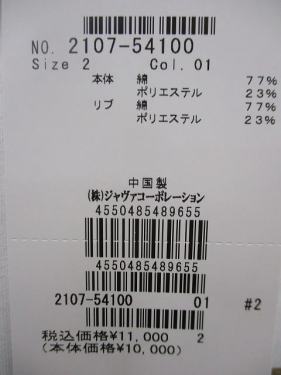 NO. 2107-54100
Size 2 Col. 01
本体 綿 77%
ポリエステル 23%
リブ 綿 77%
ポリエステル 23%
中国製
(株)ジャヴァコーポレーション
4550485489655
4550485489655
2107-54100 01 #2
税込価格¥11,000 2
(本体価格¥10,000)